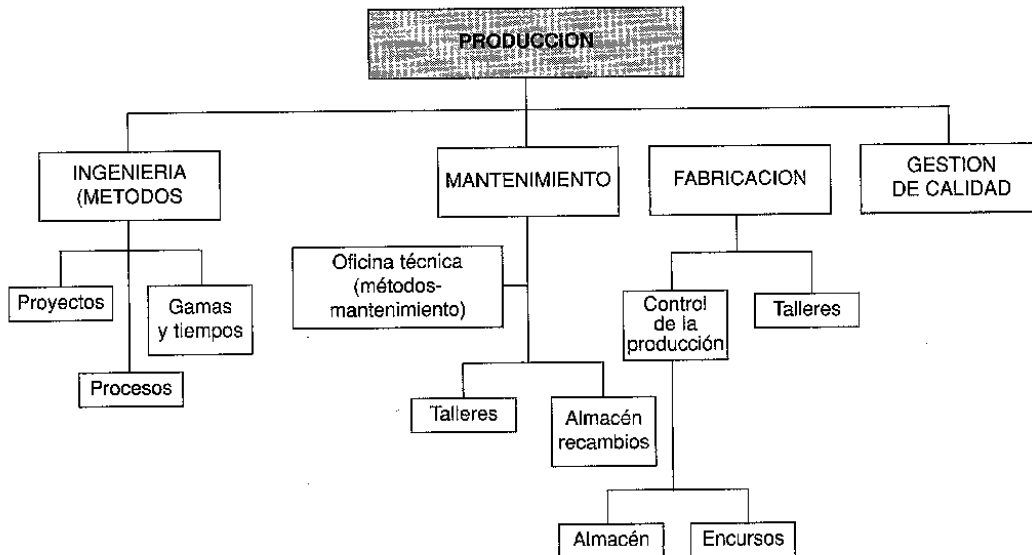 PRODUCCION
INGENIERIA
(METODOS
MANTENIMIENTO
FABRICACION
GESTION
DE CALIDAD
Oficina técnica
(métodos-
mantenimiento)
Proyectos
Gamas
y tiempos
Control
de la
producción
Talleres
Procesos
Talleres
Almacén
recambios
Almacén
Encursos